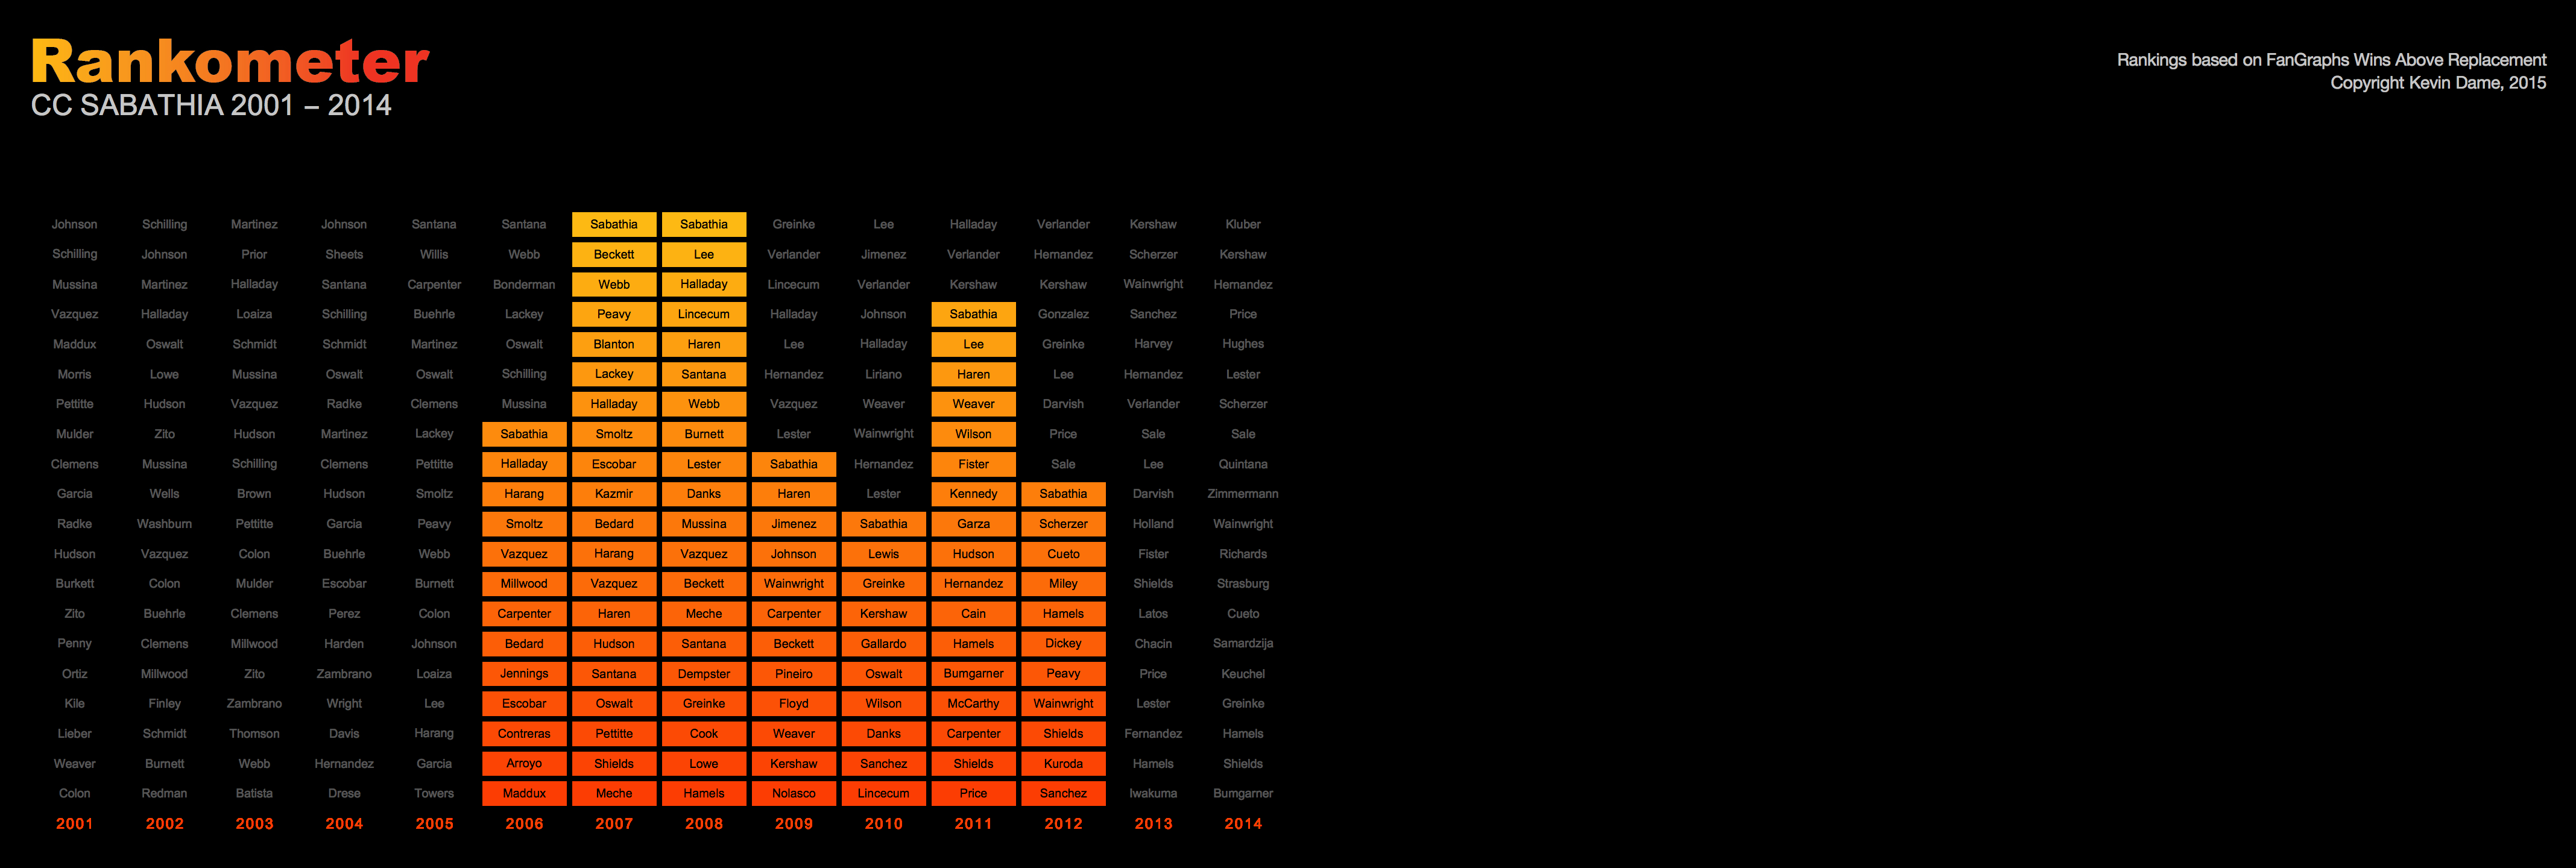 Rankometer
CC SABATHIA 2001 – 2014
Rankings based on FanGraphs Wins Above Replacement
Copyright Kevin Dame, 2015
Johnson Schilling Martinez Johnson Santana Santana Sabathia Sabathia Greinke Lee Halladay Verlander Kershaw Kluber
Schilling Johnson Prior Sheets Willis Webb Beckett Lee Verlander Jimenez Verlander Hernandez Scherzer Kershaw
Mussina Martinez Halladay Santana Carpenter Bonderman Webb Halladay Lincecum Verlander Kershaw Kershaw Wainwright Hernandez
Vazquez Halladay Loaiza Schilling Buehrle Lackey Peavy Lincecum Halladay Johnson Sabathia Gonzalez Sanchez Price
Maddux Oswalt Schmidt Schmidt Martinez Oswalt Blanton Haren Lee Halladay Lee Greinke Harvey Hughes
Morris Lowe Mussina Oswalt Oswalt Schilling Lackey Santana Hernandez Liriano Haren Lee Hernandez Lester
Pettitte Hudson Vazquez Radke Clemens Mussina Halladay Webb Vazquez Weaver Weaver Darvish Verlander Scherzer
Mulder Zito Hudson Martinez Lackey Sabathia Smoltz Burnett Lester Wainwright Wilson Price Sale Sale
Clemens Mussina Schilling Clemens Pettitte Halladay Escobar Lester Sabathia Hernandez Fister Sale Lee Quintana
Garcia Wells Brown Hudson Smoltz Harang Kazmir Danks Haren Lester Kennedy Sabathia Darvish Zimmermann
Radke Washburn Pettitte Garcia Peavy Smoltz Bedard Mussina Jimenez Sabathia Garza Scherzer Holland Wainwright
Hudson Vazquez Colon Buehrle Webb Vazquez Harang Vazquez Johnson Lewis Hudson Cueto Fister Richards
Burkett Colon Mulder Escobar Burnett Millwood Vazquez Beckett Wainwright Greinke Hernandez Miley Shields Strasburg
Zito Buehrle Clemens Perez Colon Carpenter Haren Meche Carpenter Kershaw Cain Hamels Latos Cueto
Penny Clemens Millwood Harden Johnson Bedard Hudson Santana Beckett Gallardo Hamels Dickey Chacin Samardzija
Ortiz Millwood Zito Zambrano Loaiza Jennings Santana Dempster Pineiro Oswalt Bumgarner Peavy Price Keuchel
Kile Finley Zambrano Wright Lee Escobar Oswalt Greinke Floyd Wilson McCarthy Wainwright Lester Greinke
Lieber Schmidt Thomson Davis Harang Contreras Pettitte Cook Weaver Danks Carpenter Shields Fernandez Hamels
Weaver Burnett Webb Hernandez Garcia Arroyo Shields Lowe Kershaw Sanchez Shields Kuroda Hamels Shields
Colon Redman Batista Drese Towers Maddux Meche Hamels Nolasco Lincecum Price Sanchez Iwakuma Bumgarner
2001 2002 2003 2004 2005 2006 2007 2008 2009 2010 2011 2012 2013 2014